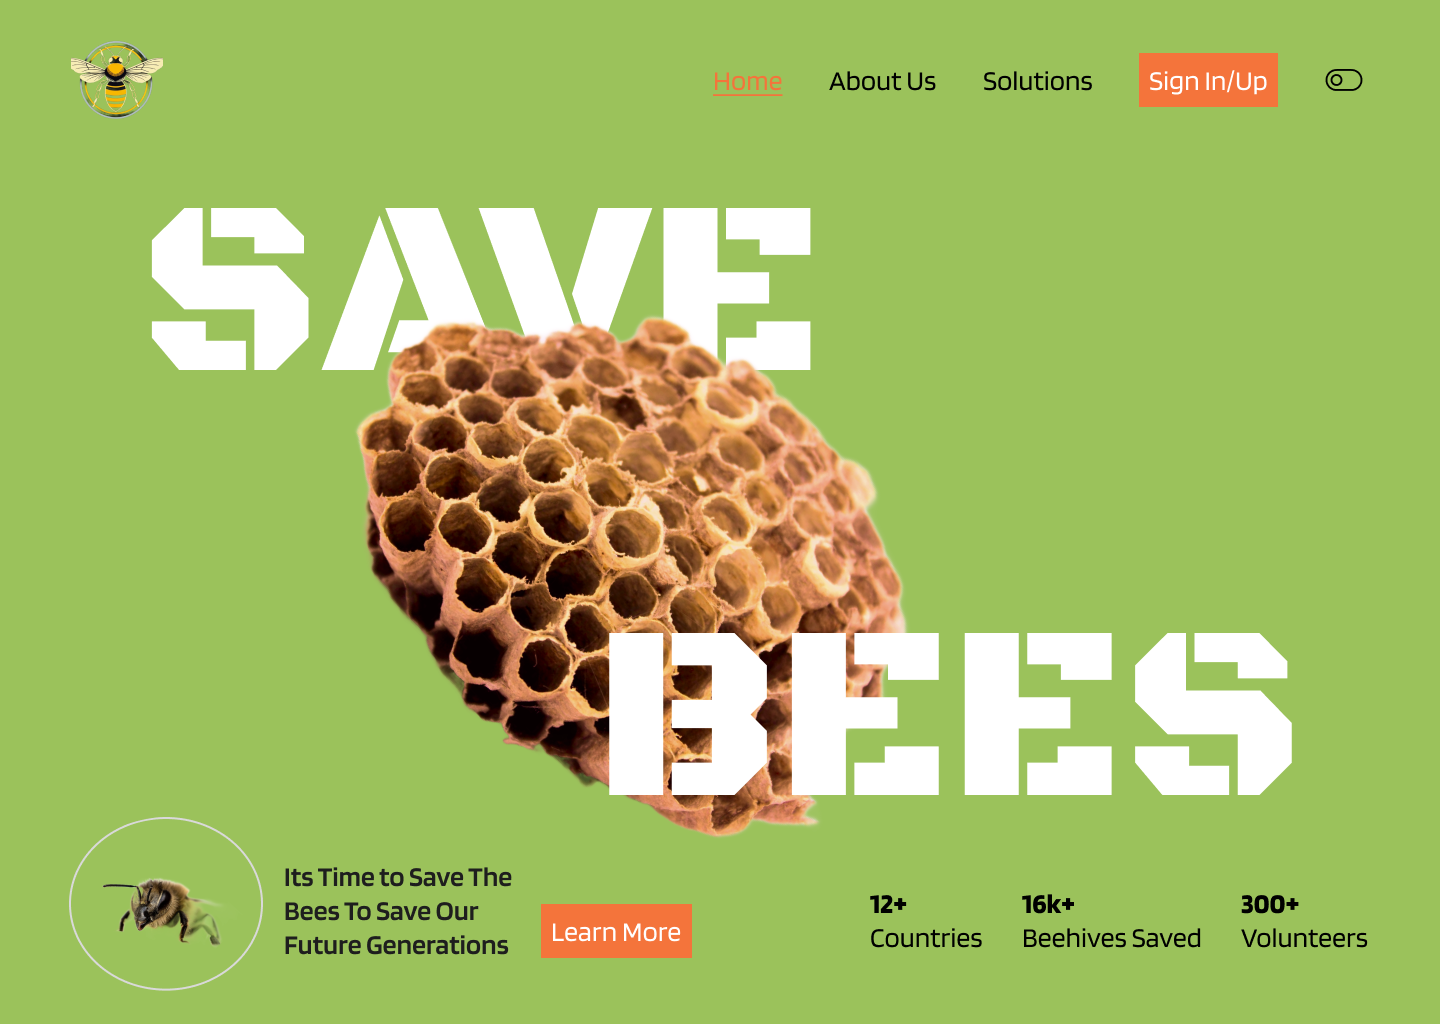 Home
About Us
Solutions
Sign In/Up
SAVE
BEES
Its Time to Save The
Bees To Save Our
Future Generations
Learn More
12+
Countries
16k+
Beehives Saved
300+
Volunteers